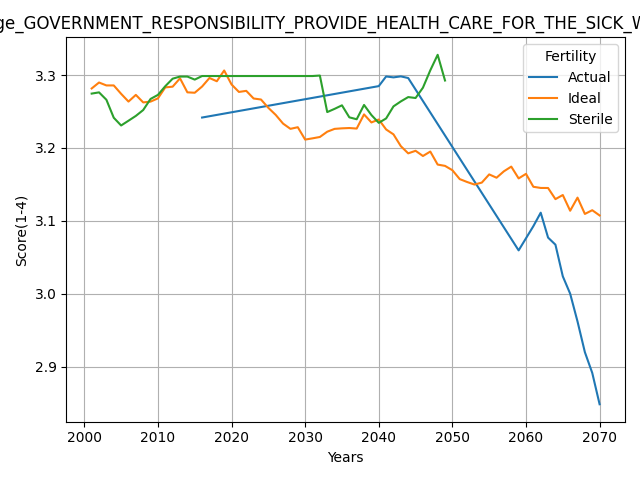 ge_GOVERNMENT_RESPONSIBILITY_PROVIDE_HEALTH_CARE_FOR_THE_SICK_W
Fertility
Actual
Ideal
Sterile
Score(1-4)
3.3
3.2
3.1
3.0
2.9
2000 2010 2020 2030 2040 2050 2060 2070
Years